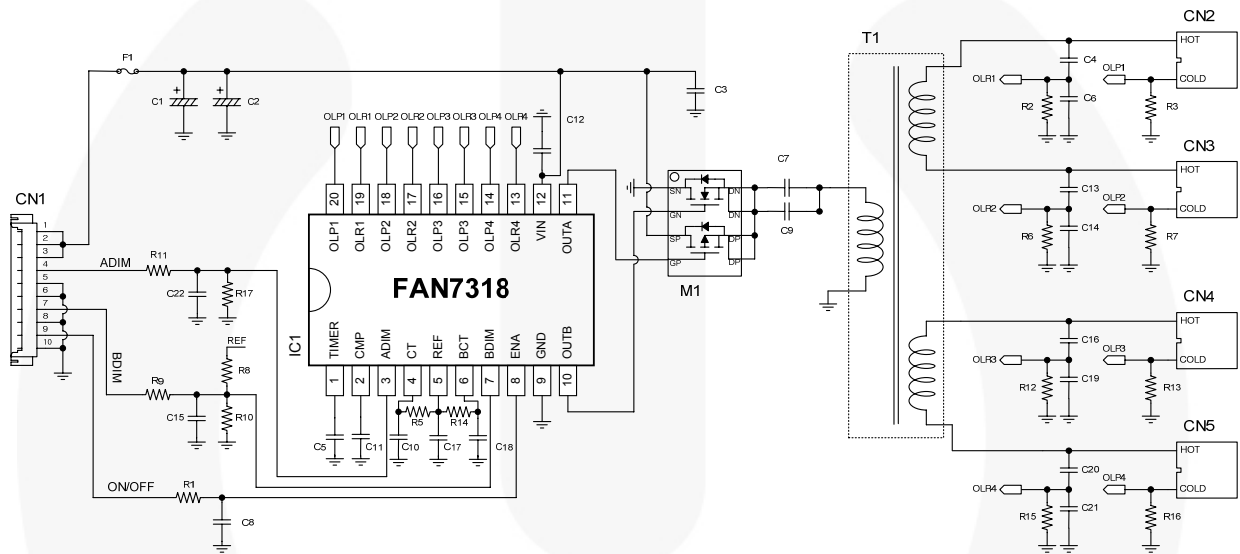 CN2
T1
HOT
F1
C4
OLR1
OLP1
COLD
C3
C1
C2
C6
R2
R3
OLP1
OLR1
OLP2
OLR2
OLP3
OLR3
OLP4
OLR4
C12
CN3
HOT
C7
C13
SN
DN
OLR2
OLP2
COLD
20
19
18
17
16
15
14
13
12
11
GN
DN
C9
C14
R6
R7
CN1
OLP1
OLR1
OLP2
OLR2
OLP3
OLP3
OLP4
OLR4
VIN
OUTA
SP
DP
GP
DP
1
2
3
4
5
6
7
8
9
10
ADIM
R11
C22
R17
FAN7318
M1
CN4
HOT
C16
OLR3
OLP3
COLD
IC1
TIMER
CMP
ADIM
CT
REF
BCT
BDIM
ENA
GND
OUTB
REF
R8
BDIM
R9
C15
R10
1
2
3
4
5
6
7
8
9
10
C19
R12
R13
R5
R14
C5
C11
C10
C17
C18
CN5
HOT
C20
OLR4
OLP4
COLD
ON/OFF
R1
C8
C21
R15
R16